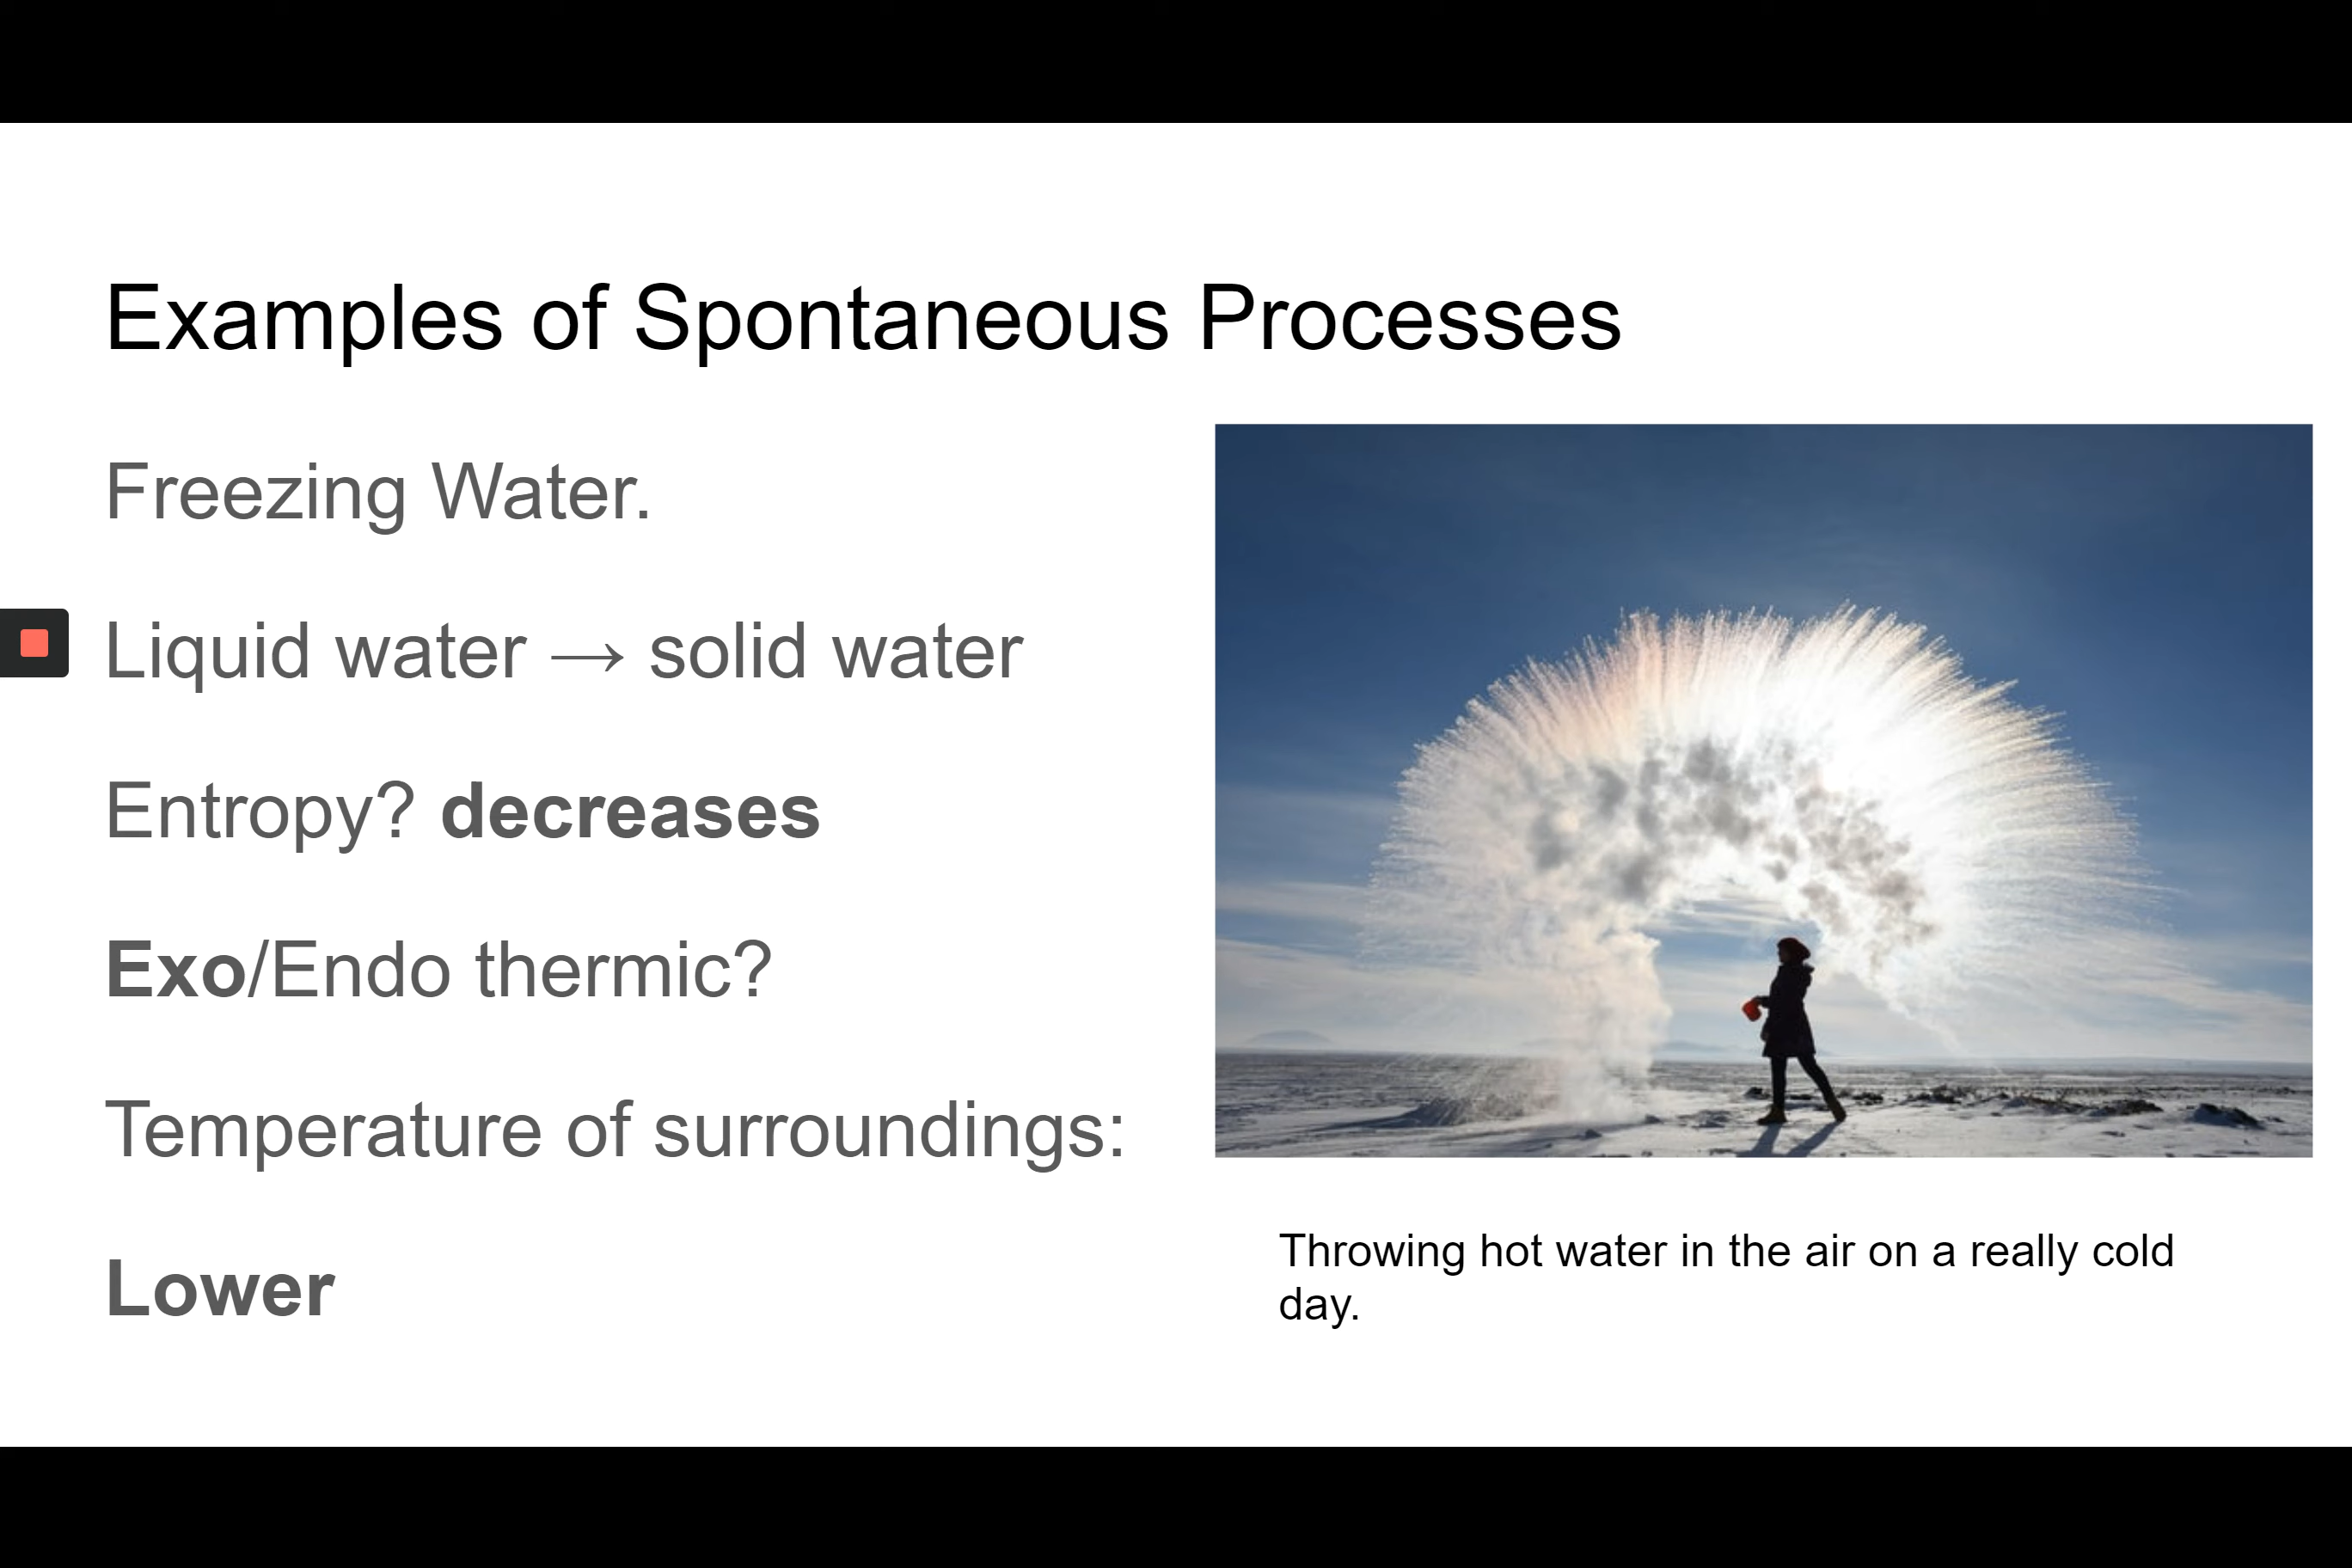 Examples of Spontaneous Processes
Freezing Water.
Liquid water → solid water
Entropy? decreases
Exo/Endo thermic?
Temperature of surroundings:
Lower
Throwing hot water in the air on a really cold
day.